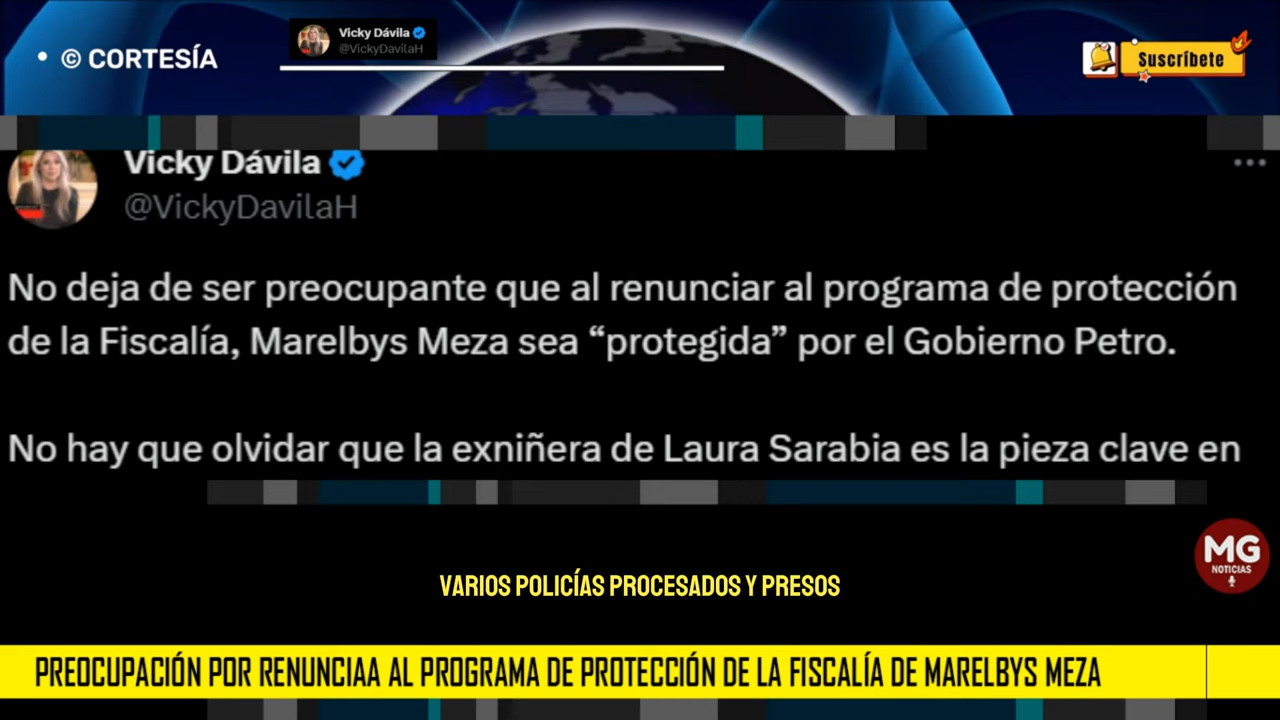 • © CORTESÍA
Vicky Dávila
@VickyDavilaH
Suscríbete
Vicky Dávila
@VickyDavilaH
No deja de ser preocupante que al renunciar al programa de protección
de la Fiscalía, Marelbys Meza sea “protegida” por el Gobierno Petro.
No hay que olvidar que la exniñera de Laura Sarabia es la pieza clave en
MG
NOTICIAS
VARIOS POLICÍAS PROCESADOS Y PRESOS
PREOCUPACIÓN POR RENUNCIAA AL PROGRAMA DE PROTECCIÓN DE LA FISCALÍA DE MARELBYS MEZA